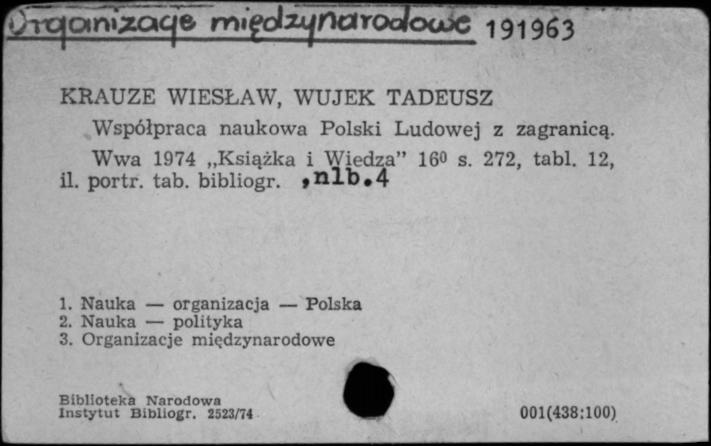 Organizacje międzynarodowe 191963
KRAUZE WIESŁAW, WUJEK TADEUSZ
Współpraca naukowa Polski Ludowej z zagranicą.
Wwa 1974 „Książka i Wiedza” 16⁰ s. 272, tabl. 12,
il. portr. tab. bibliogr. ,nlb.4
1. Nauka — organizacja — Polska
2. Nauka — polityka
3. Organizacje międzynarodowe
Biblioteka Narodowa
Instytut Bibliogr. 2523/74
001(438:100)